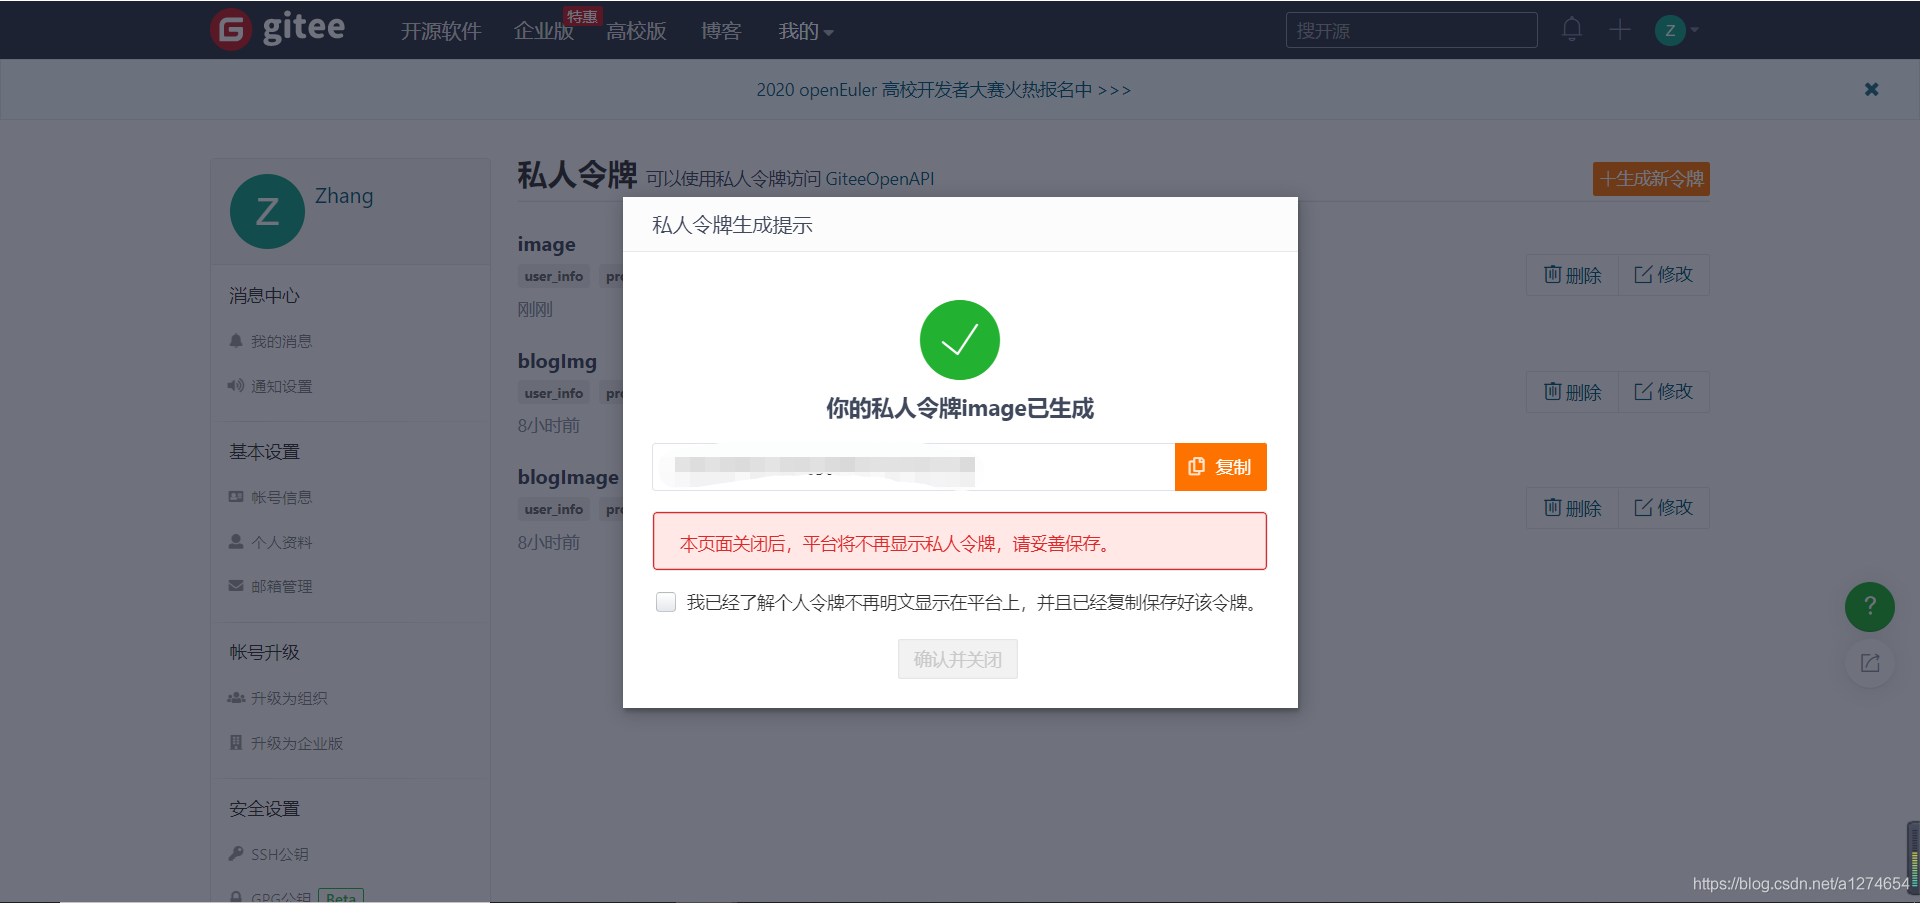 gitee
开源软件
企业版
特惠
高校版
博客
我的
搜开源
Z
2020 openEuler 高校开发者大赛火热报名中 >>>
Z
Zhang
消息中心
我的消息
通知设置
基本设置
帐号信息
个人资料
邮箱管理
帐号升级
升级为组织
升级为企业版
安全设置
SSH公钥
GPG公钥 Beta
私人令牌 可以使用私人令牌访问 GiteeOpenAPI
生成新令牌
image
user_info
刚刚
删除 修改
blogImg
user_info
8小时前
删除 修改
blogImage
user_info
8小时前
删除 修改
私人令牌生成提示
你的私人令牌image已生成
复制
本页面关闭后，平台将不再显示私人令牌，请妥善保存。
我已经了解个人令牌不再明文显示在平台上，并且已经复制保存好该令牌。
确认并关闭
?
https://blog.csdn.net/a1274654